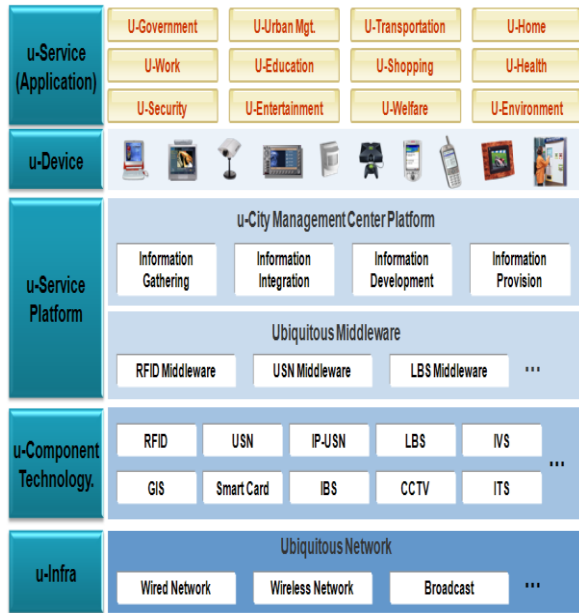 u-Service
(Application)
U-Government U-Urban Mgt. U-Transportation U-Home
U-Work U-Education U-Shopping U-Health
U-Security U-Entertainment U-Welfare U-Environment
u-Device
u-Service
Platform
u-City Management Center Platform
Information Information Information Information
Gathering Integration Development Provision
Ubiquitous Middleware
RFID Middleware USN Middleware LBS Middleware ...
u-Component
Technology.
RFID USN IP-USN LBS IVS
...
GIS Smart Card IBS CCTV ITS
u-Infra
Ubiquitous Network
Wired Network Wireless Network Broadcast ...